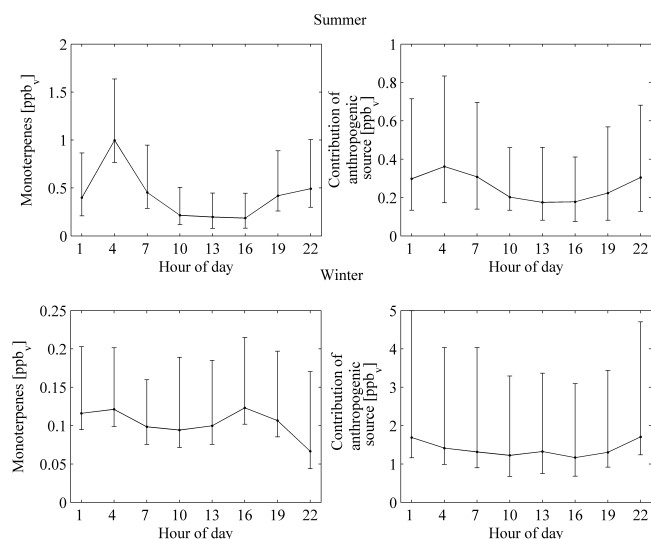 Summer
Monoterpenes [ppbv]
2
1.5
1
0.5
0
1 4 7 10 13 16 19 22
Hour of day
Contribution of
anthropogenic
source [ppbv]
1
0.8
0.6
0.4
0.2
0
1 4 7 10 13 16 19 22
Hour of day
Winter
Monoterpenes [ppbv]
0.25
0.2
0.15
0.1
0.05
0
1 4 7 10 13 16 19 22
Hour of day
Contribution of
anthropogenic
source [ppbv]
5
4
3
2
1
0
1 4 7 10 13 16 19 22
Hour of day